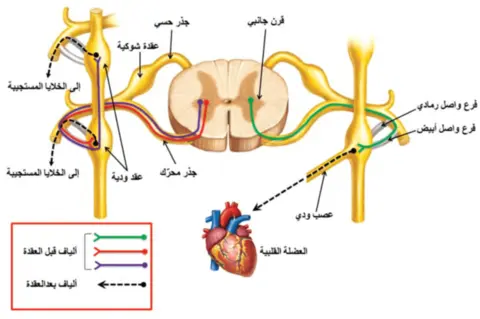 جذر حسي
قرن جانبي
عقدة شوكية
إلى الخلايا المستجيبة
فرع واصل رمادي
فرع واصل أبيض
إلى الخلايا المستجيبة
عقد ودية
جذر محرّك
عصب ودي
العضلة القلبية
ألياف قبل العقدة
ألياف بعدالعقدة